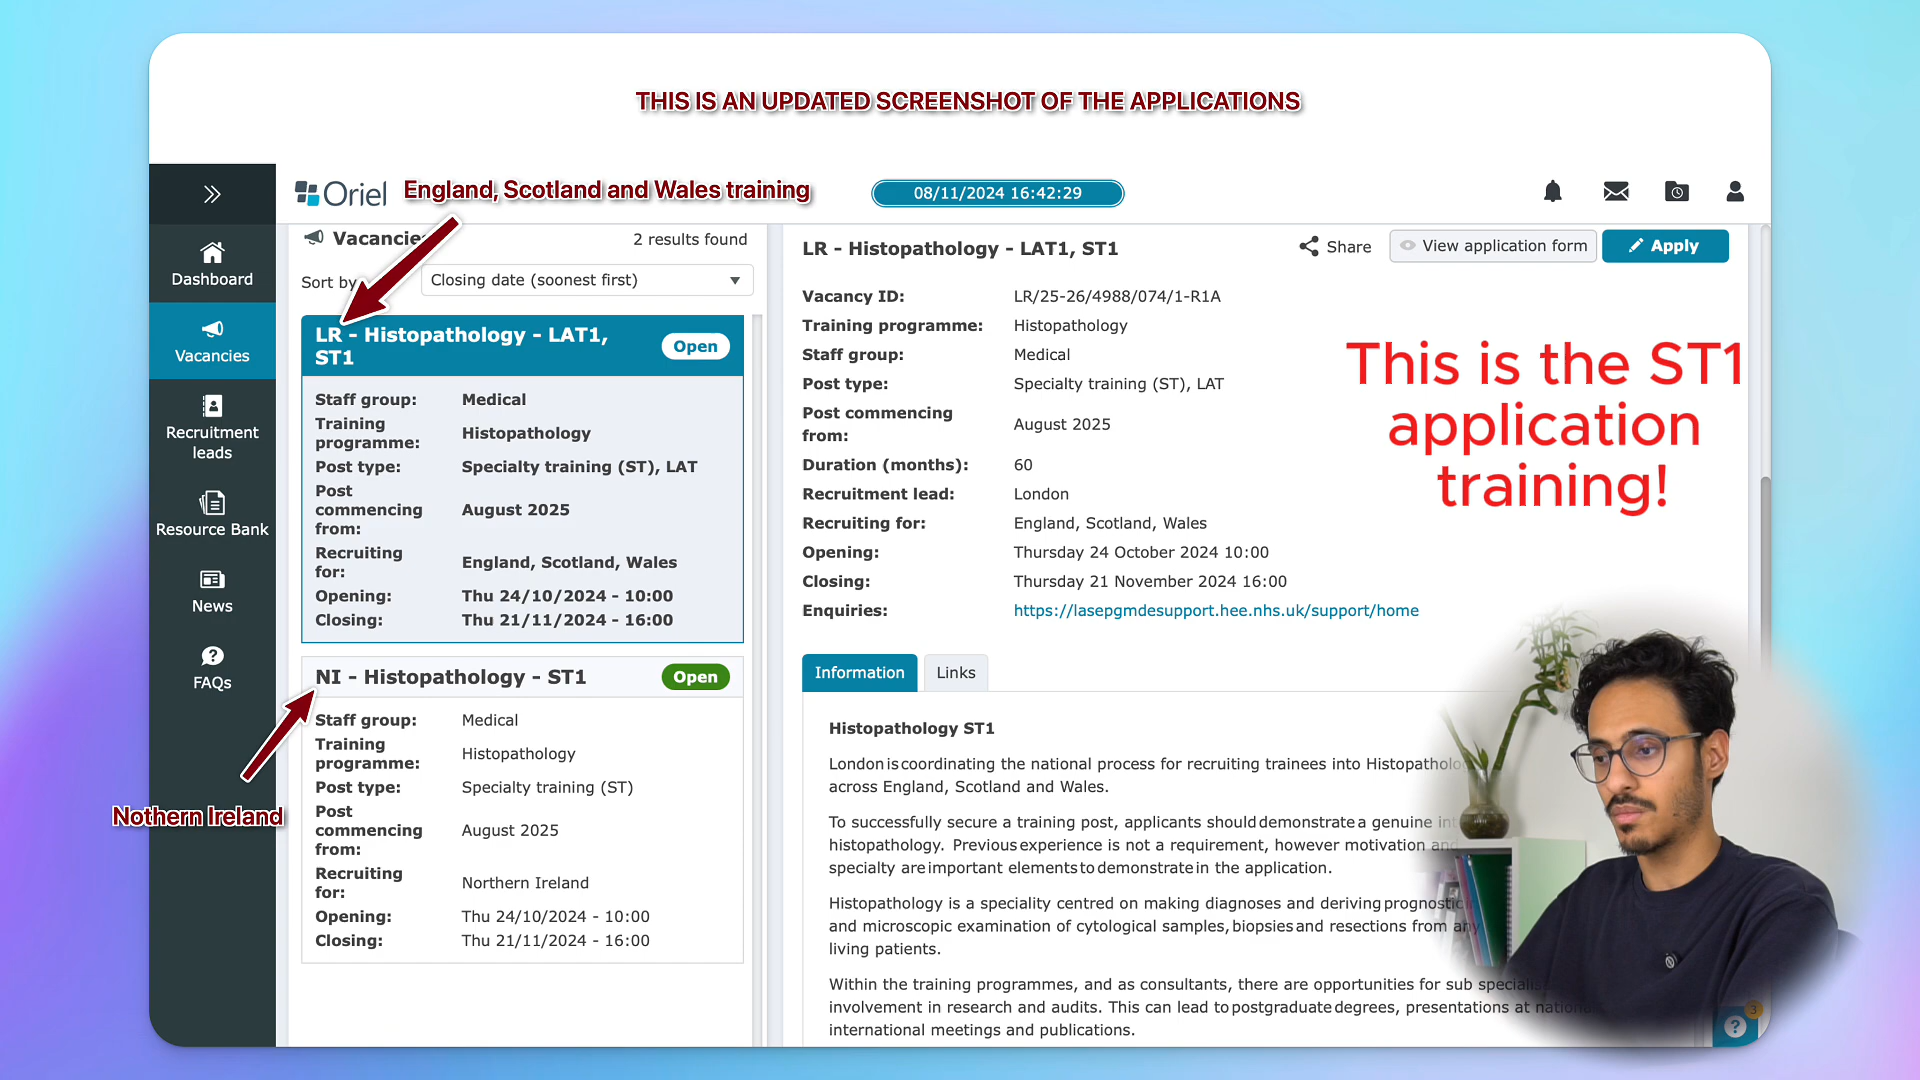 THIS IS AN UPDATED SCREENSHOT OF THE APPLICATIONS
Oriel
England, Scotland and Wales training
08/11/2024 16:42:29
Dashboard
Vacancies
Recruitment
leads
Resource Bank
News
FAQs
Vacancie
2 results found
Sort by
Closing date (soonest first)
LR - Histopathology - LAT1,
ST1
Open
Staff group: Medical
Training
programme: Histopathology
Post type: Specialty training (ST), LAT
Post
commencing
from: August 2025
Recruiting
for: England, Scotland, Wales
Opening: Thu 24/10/2024 - 10:00
Closing: Thu 21/11/2024 - 16:00
NI - Histopathology - ST1
Open
Staff group: Medical
Training
programme: Histopathology
Post type: Specialty training (ST)
Post
commencing
from: August 2025
Recruiting
for: Northern Ireland
Opening: Thu 24/10/2024 - 10:00
Closing: Thu 21/11/2024 - 16:00
Nothern Ireland
LR - Histopathology - LAT1, ST1
Share
View application form
Apply
Vacancy ID: LR/25-26/4988/074/1-R1A
Training programme: Histopathology
Staff group: Medical
Post type: Specialty training (ST), LAT
Post commencing
from: August 2025
Duration (months): 60
Recruitment lead: London
Recruiting for: England, Scotland, Wales
Opening: Thursday 24 October 2024 10:00
Closing: Thursday 21 November 2024 16:00
Enquiries: https://lasepgmdesupport.hee.nhs.uk/support/home
This is the ST1
application
training!
Information
Links
Histopathology ST1
London is coordinating the national process for recruiting trainees into Histopatholo
across England, Scotland and Wales.
To successfully secure a training post, applicants should demonstrate a genuine in
histopathology. Previous experience is not a requirement, however motivation and
specialty are important elements to demonstrate in the application.
Histopathology is a speciality centred on making diagnoses and deriving prognostic
and microscopic examination of cytological samples, biopsies and resections from any
living patients.
Within the training programmes, and as consultants, there are opportunities for sub specialis
involvement in research and audits. This can lead to postgraduate degrees, presentations at nationa
international meetings and publications.
3